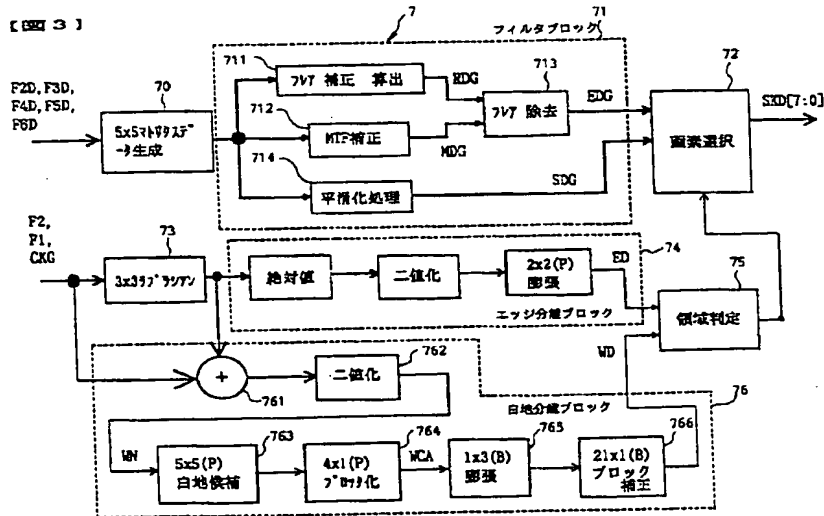 【図3】
7
71
フィルタブロック
711
フレア 補正 算出
RDG
713
フレア 除去
EDG
72
画素選択
SKD[7:0]
F2D, F3D,
F4D, F5D,
F6D
70
5x5マトリクスデ
ータ生成
712
MTF補正
MDG
714
平滑化処理
SDG
F2,
F1,
CKG
73
3x3ラプラシアン
74
絶対値
二値化
2x2(P)
膨張
ED
エッジ分離ブロック
75
領域判定
WD
+
761
762
二値化
76
白地分離ブロック
WN
763
5x5(P)
白地候補
764
4x1(P)
ブロック化
WCA
765
1x3(B)
膨張
766
21x1(B)
ブロック
補正